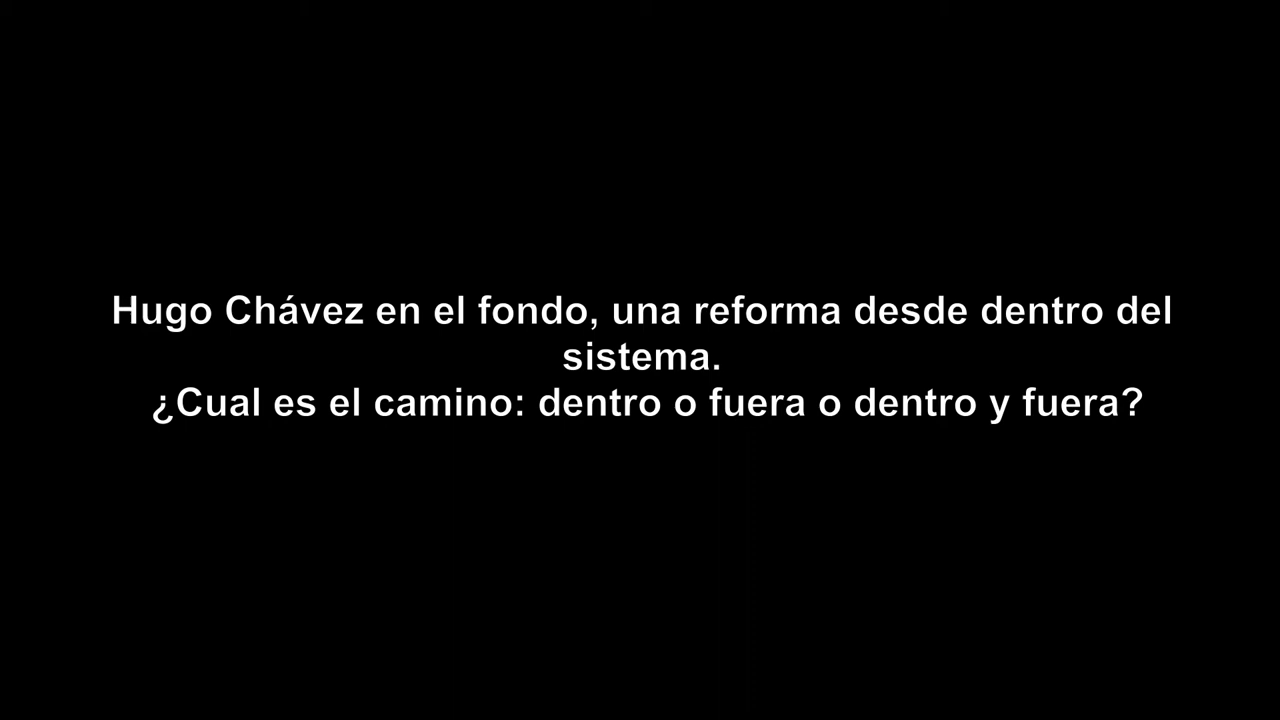 Hugo Chávez en el fondo, una reforma desde dentro del
sistema.
¿Cual es el camino: dentro o fuera o dentro y fuera?